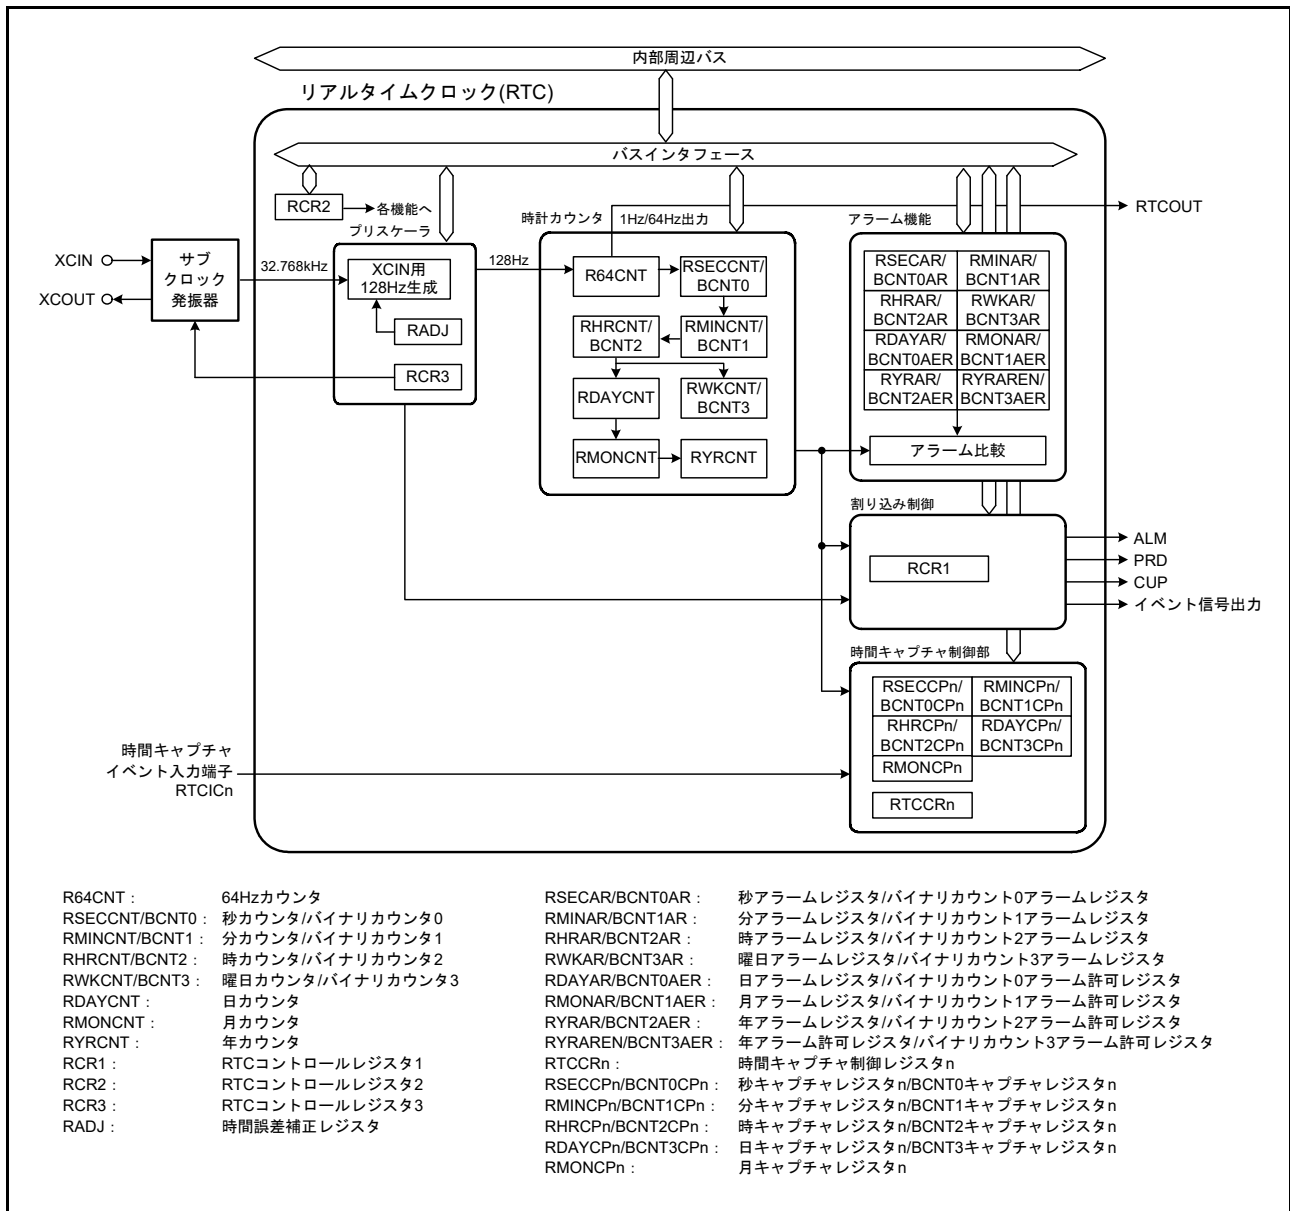 内部周辺バス
リアルタイムクロック(RTC)
バスインタフェース
RCR2
各機能へ
プリスケーラ
時計カウンタ
1Hz/64Hz出力
アラーム機能
RTCOUT
XCIN
XCOUT
サブ
クロック
発振器
32.768kHz
XCIN用
128Hz生成
RADJ
RCR3
128Hz
R64CNT
RSECCNT/
BCNT0
RHRCNT/
BCNT2
RMINCNT/
BCNT1
RDAYCNT
RWKCNT/
BCNT3
RMONCNT
RYRCNT
RSECAR/
BCNT0AR
RMINAR/
BCNT1AR
RHRAR/
BCNT2AR
RWKAR/
BCNT3AR
RDAYAR/
BCNT0AER
RMONAR/
BCNT1AER
RYRAR/
BCNT2AER
RYRAREN/
BCNT3AER
アラーム比較
割り込み制御
RCR1
ALM
PRD
CUP
イベント信号出力
時間キャプチャ制御部
RSECCPn/
BCNT0CPn
RMINCPn/
BCNT1CPn
RHRCPn/
BCNT2CPn
RDAYCPn/
BCNT3CPn
RMONCPn
RTCCRn
時間キャプチャ
イベント入力端子
RTCICn
R64CNT: 64Hzカウンタ
RSECCNT/BCNT0: 秒カウンタ/バイナリカウンタ0
RMINCNT/BCNT1: 分カウンタ/バイナリカウンタ1
RHRCNT/BCNT2: 時カウンタ/バイナリカウンタ2
RWKCNT/BCNT3: 曜日カウンタ/バイナリカウンタ3
RDAYCNT: 日カウンタ
RMONCNT: 月カウンタ
RYRCNT: 年カウンタ
RCR1: RTCコントロールレジスタ1
RCR2: RTCコントロールレジスタ2
RCR3: RTCコントロールレジスタ3
RADJ: 時間誤差補正レジスタ
RSECAR/BCNT0AR: 秒アラームレジスタ/バイナリカウント0アラームレジスタ
RMINAR/BCNT1AR: 分アラームレジスタ/バイナリカウント1アラームレジスタ
RHRAR/BCNT2AR: 時アラームレジスタ/バイナリカウント2アラームレジスタ
RWKAR/BCNT3AR: 曜日アラームレジスタ/バイナリカウント3アラームレジスタ
RDAYAR/BCNT0AER: 日アラームレジスタ/バイナリカウント0アラーム許可レジスタ
RMONAR/BCNT1AER: 月アラームレジスタ/バイナリカウント1アラーム許可レジスタ
RYRAR/BCNT2AER: 年アラームレジスタ/バイナリカウント2アラーム許可レジスタ
RYRAREN/BCNT3AER: 年アラーム許可レジスタ/バイナリカウント3アラーム許可レジスタ
RTCCRn: 時間キャプチャ制御レジスタn
RSECCPn/BCNT0CPn: 秒キャプチャレジスタn/BCNT0キャプチャレジスタn
RMINCPn/BCNT1CPn: 分キャプチャレジスタn/BCNT1キャプチャレジスタn
RHRCPn/BCNT2CPn: 時キャプチャレジスタn/BCNT2キャプチャレジスタn
RDAYCPn/BCNT3CPn: 日キャプチャレジスタn/BCNT3キャプチャレジスタn
RMONCPn: 月キャプチャレジスタn